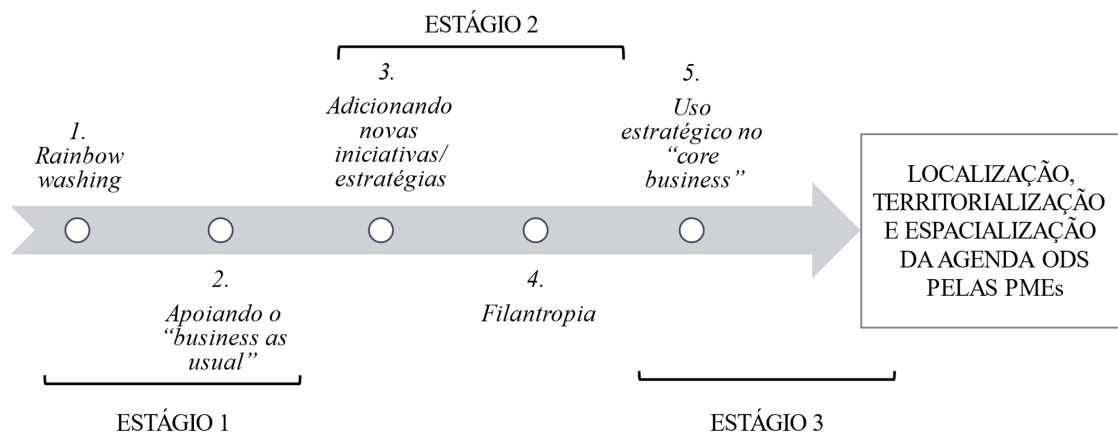 ESTÁGIO 2
1.
Rainbow
washing
3.
Adicionando
novas
iniciativas/
estratégias
5.
Uso
estratégico no
“core
business”
2.
Apoiando o
“business as
usual”
4.
Filantropia
LOCALIZAÇÃO,
TERRITORIALIZAÇÃO
E ESPACIALIZAÇÃO
DA AGENDA ODS
PELAS PMEs
ESTÁGIO 1
ESTÁGIO 3